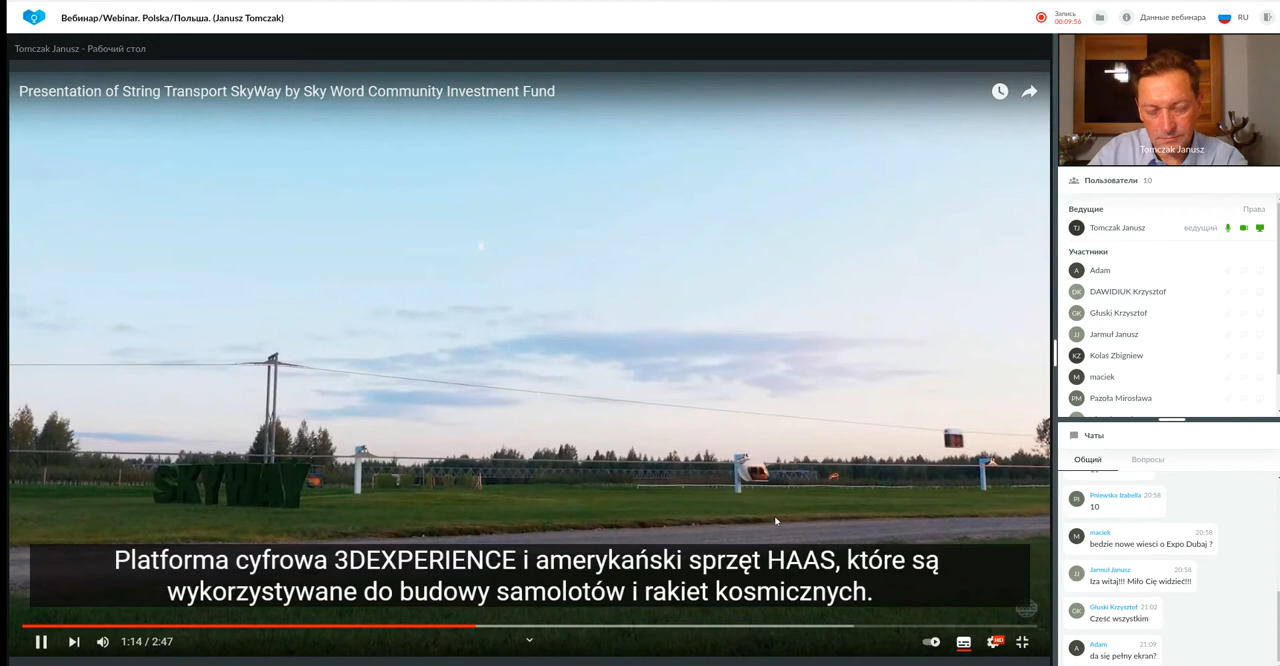 Вебинар/Webinar. Polska/Польша. (Janusz Tomczak)
Запись
00:09:56
Данные вебинара
RU
Tomczak Janusz - Рабочий стол
Presentation of String Transport SkyWay by Sky Word Community Investment Fund
SKYWAY
Platforma cyfrowa 3DEXPERIENCE i amerykański sprzęt HAAS, które są
wykorzystywane do budowy samolotów i rakiet kosmicznych.
1:14 / 2:47
HD
Tomczak Janusz
Пользователи 10
Ведущие Права
TJ Tomczak Janusz ведущий
Участники
A Adam
DK DAWIDIUK Krzysztof
GK Głuski Krzysztof
JJ Jarmuł Janusz
KZ Kolaś Zbigniew
M maciek
PM Pazoła Mirosława
Чаты
Общий Вопросы
PI Pniewska Izabella 20:58
10
M maciek 20:58
bedzie nowe wiesci o Expo Dubaj ?
JJ Jarmuł Janusz 20:58
Iza witaj!!! Miło Cię widzieć!!!
GK Głuski Krzysztof 21:02
Cześć wszystkim
A Adam 21:09
da się pełny ekran?